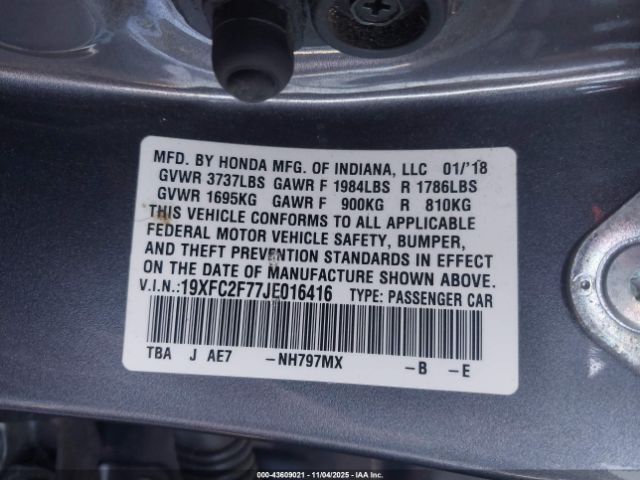 MFD. BY HONDA MFG. OF INDIANA, LLC 01/'18
GVWR 3737LBS GAWR F 1984LBS R 1786LBS
GVWR 1695KG GAWR F 900KG R 810KG
THIS VEHICLE CONFORMS TO ALL APPLICABLE
FEDERAL MOTOR VEHICLE SAFETY, BUMPER,
AND THEFT PREVENTION STANDARDS IN EFFECT
ON THE DATE OF MANUFACTURE SHOWN ABOVE.
V.I.N.:19XFC2F77JE016416 TYPE: PASSENGER CAR
TBA J AE7 -NH797MX -B -E
000-43609021 - 11/04/2025 - IAAI.COM